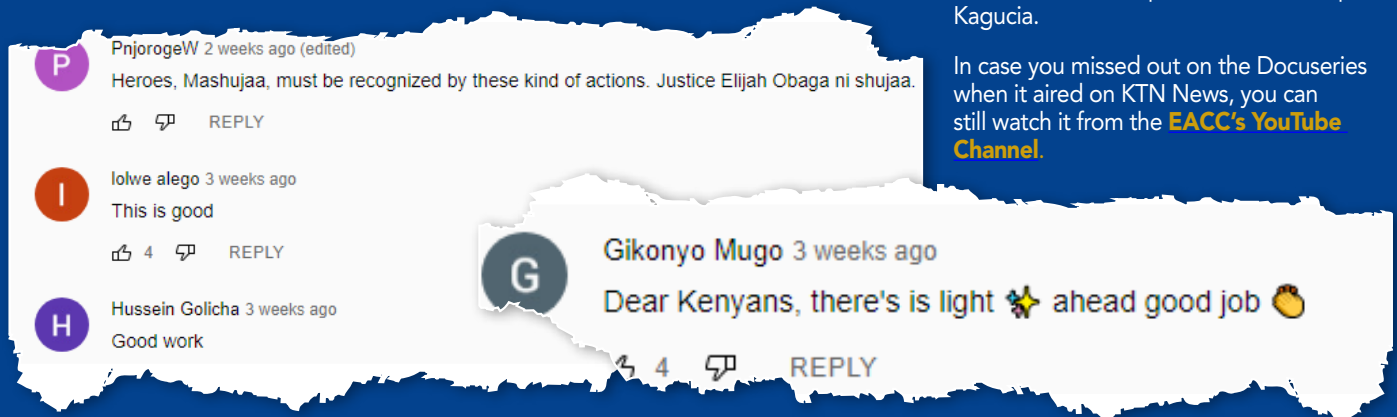 P
PnjorogeW 2 weeks ago (edited)
Heroes, Mashujaa, must be recognized by these kind of actions. Justice Elijah Obaga ni shujaa.
REPLY
I
lolwe alego 3 weeks ago
This is good
4 REPLY
H
Hussein Golicha 3 weeks ago
Good work
G
Gikonyo Mugo 3 weeks ago
Dear Kenyans, there's is light ✨ ahead good job 👏
4 REPLY
Kagucia.
In case you missed out on the Docuseries
when it aired on KTN News, you can
still watch it from the EACC's YouTube
Channel.